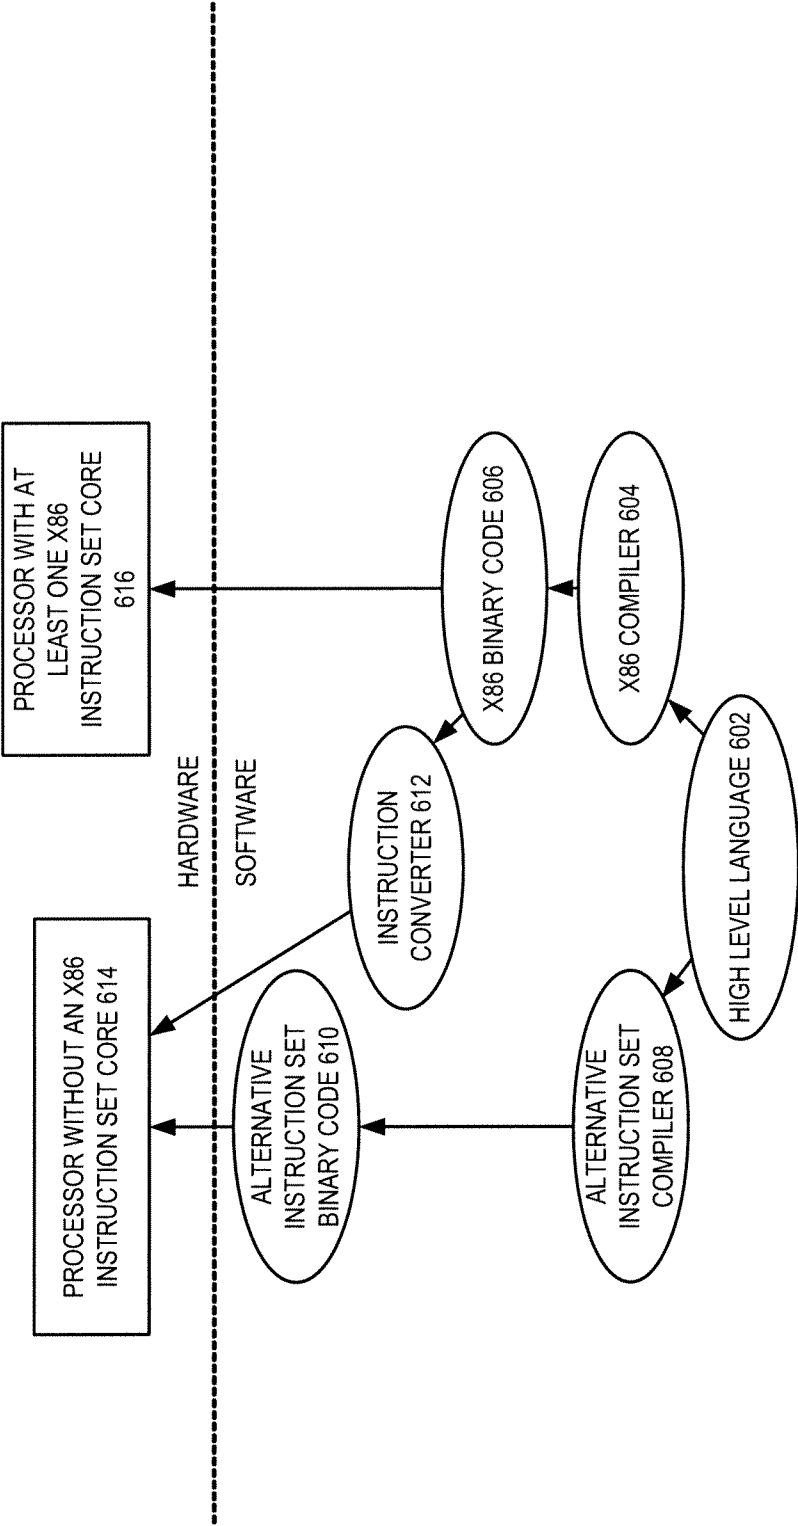 PROCESSOR WITHOUT AN X86
INSTRUCTION SET CORE 614
PROCESSOR WITH AT
LEAST ONE X86
INSTRUCTION SET CORE
616
HARDWARE
SOFTWARE
ALTERNATIVE
INSTRUCTION SET
BINARY CODE 610
INSTRUCTION
CONVERTER 612
X86 BINARY CODE 606
ALTERNATIVE
INSTRUCTION SET
COMPILER 608
X86 COMPILER 604
HIGH LEVEL LANGUAGE 602